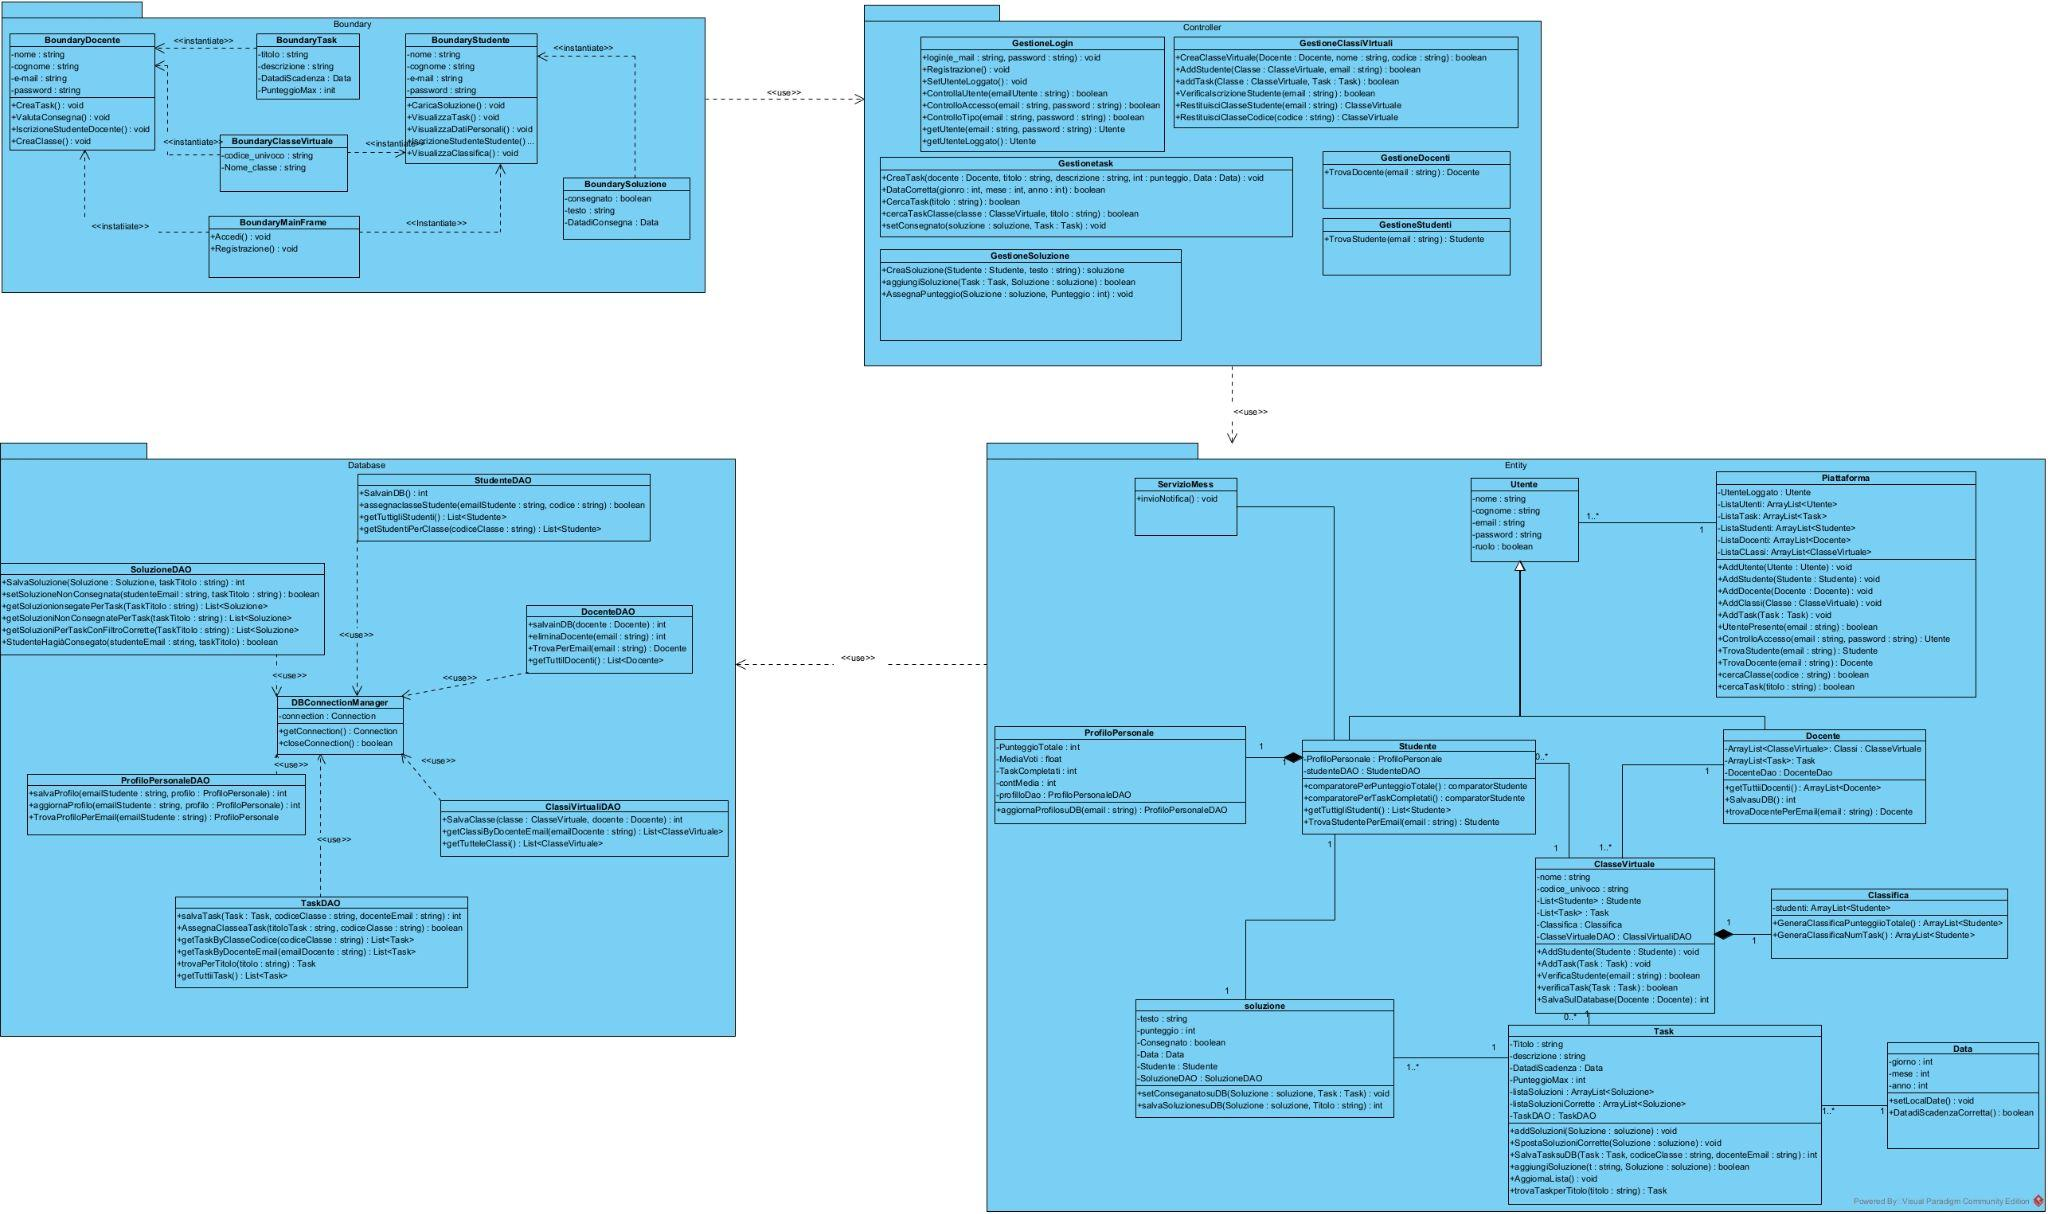 Boundary
BoundaryDocente
-nome : string
-cognome : string
-e-mail : string
-password : string
+CreaTask() : void
+ValutaConsegna() : void
+IscrizioneStudenteDocente() : void
+CreaClasse() : void
<<instantiate>>
BoundaryTask
-titolo : string
-descrizione : string
-DatadiScadenza : Data
-PunteggioMax : init
BoundaryStudente
-nome : string
-cognome : string
-e-mail : string
-password : string
+CaricaSoluzione() : void
+VisualizzaTask() : void
+VisualizzaDatiPersonali() : void
+IscrizioneStudenteStudente() ...
+VisualizzaClassifica() : void
<<instantiate>>
<<instantiate>>
BoundaryClasseVirtuale
-codice_univoco : string
-Nome_classe : string
<<instantiate>>
BoundarySoluzione
-consegnato : boolean
-testo : string
-DatadiConsegna : Data
<<instatiiate>>
BoundaryMainFrame
+Accedi() : void
+Registrazione() : void
<<Instantiate>>
<<use>>
Controller
GestioneLogin
+login(e_mail : string, password : string) : void
+Registrazione() : void
+SetUtenteLoggato() : void
+ControllaUtente(emailUtente : string) : boolean
+ControlloAccesso(email : string, password : string) : boolean
+ControlloTipo(email : string, password : string) : boolean
+getUtente(email : string, password : string) : Utente
+getUtenteLoggato() : Utente
GestioneClassiVIrtuali
+CreaClasseVirtuale(Docente : Docente, nome : string, codice : string) : boolean
+AddStudente(Classe : ClasseVirtuale, email : string) : boolean
+addTask(Classe : ClasseVirtuale, Task : Task) : boolean
+VerificaIscrizioneStudente(email : string) : boolean
+RestituisciClasseStudente(email : string) : ClasseVirtuale
+RestituisciClasseCodice(codice : string) : ClasseVirtuale
Gestionetask
+CreaTask(docente : Docente, titolo : string, descrizione : string, int : punteggio, Data : Data) : void
+DataCorretta(gionro : int, mese : int, anno : int) : boolean
+CercaTask(titolo : string) : boolean
+cercaTaskClasse(classe : ClasseVirtuale, titolo : string) : boolean
+setConsegnato(soluzione : soluzione, Task : Task) : void
GestioneDocenti
+TrovaDocente(email : string) : Docente
GestioneStudenti
+TrovaStudente(email : string) : Studente
GestioneSoluzione
+CreaSoluzione(Studente : Studente, testo : string) : soluzione
+aggiungiSoluzione(Task : Task, Soluzione : soluzione) : boolean
+AssegnaPunteggio(Soluzione : soluzione, Punteggio : int) : void
<<use>>
Database
StudenteDAO
+SalvainDB() : int
+assegnaclasseStudente(emailStudente : string, codice : string) : boolean
+getTuttigliStudenti() : List<Studente>
+getStudentiPerClasse(codiceClasse : string) : List<Studente>
SoluzioneDAO
+SalvaSoluzione(Soluzione : Soluzione, taskTitolo : string) : int
+setSoluzioneNonConsegnata(studenteEmail : string, taskTitolo : string) : boolean
+getSoluzionionsegatePerTask(TaskTitolo : string) : List<Soluzione>
+getSoluzioniNonConsegnatePerTask(taskTitolo : string) : List<Soluzione>
+getSoluzioniPerTaskConFiltroCorrette(TaskTitolo : string) : List<Soluzione>
+StudenteHagiàConsegato(studenteEmail : string, taskTitolo) : boolean
<<use>>
DocenteDAO
+salvainDB(docente : Docente) : int
+eliminaDocente(email : string) : int
+TrovaPerEmail(email : string) : Docente
+getTuttiIDocenti() : List<Docente>
<<use>>
<<use>>
DBConnectionManager
-connection : Connection
+getConnection() : Connection
+closeConnection() : boolean
<<use>>
<<use>>
ProfiloPersonaleDAO
+salvaProfilo(emailStudente : string, profilo : ProfiloPersonale) : int
+aggiornaProfilo(emailStudente : string, profilo : ProfiloPersonale) : int
+TrovaProfiloPerEmail(emailStudente : string) : ProfiloPersonale
<<use>>
ClassiVirtualiDAO
+SalvaClasse(classe : ClasseVirtuale, docente : Docente) : int
+getClassiByDocenteEmail(emailDocente : string) : List<ClasseVirtuale>
+getTutteleClassi() : List<ClasseVirtuale>
TaskDAO
+salvaTask(Task : Task, codiceClasse : string, docenteEmail : string) : int
+AssegnaClasseaTask(titoloTask : string, codiceClasse : string) : boolean
+getTaskByClasseCodice(codiceClasse : string) : List<Task>
+getTaskByDocenteEmail(emailDocente : string) : List<Task>
+trovaPerTitolo(titolo : string) : Task
+getTuttiiTask() : List<Task>
<<use>>
Entity
ServizioMess
+invioNotifica() : void
Utente
-nome : string
-cognome : string
-email : string
-password : string
-ruolo : boolean
1..*
1
Piattaforma
-UtenteLoggato : Utente
-ListaUtenti: ArrayList<Utente>
-ListaTask: ArrayList<Task>
-ListaStudenti: ArrayList<Studente>
-ListaDocenti: ArrayList<Docente>
-ListaCLassi: ArrayList<ClasseVirtuale>
+AddUtente(Utente : Utente) : void
+AddStudente(Studente : Studente) : void
+AddDocente(Docente : Docente) : void
+AddClassi(Classe : ClasseVirtuale) : void
+AddTask(Task : Task) : void
+UtentePresente(email : string) : boolean
+ControlloAccesso(email : string, password : string) : Utente
+TrovaStudente(email : string) : Studente
+TrovaDocente(email : string) : Docente
+cercaClasse(codice : string) : boolean
+cercaTask(titolo : string) : boolean
ProfiloPersonale
-PunteggioTotale : int
-MediaVoti : float
-TaskCompletati : int
-contMedia : int
-profiloDao : ProfiloPersonaleDAO
+aggiornaProfilosuDB(email : string) : ProfiloPersonaleDAO
1
1
Studente
-ProfiloPersonale : ProfiloPersonale
-studenteDAO : StudenteDAO
+comparatorePerPunteggioTotale() : comparatorStudente
+comparatorePerTaskCompletati() : comparatorStudente
+getTuttigliStudenti() : List<Studente>
+TrovaStudentePerEmail(email : string) : Studente
0..*
1
Docente
-ArrayList<ClasseVirtuale>: Classi : ClasseVirtuale
-ArrayList<Task>: Task
-DocenteDao : DocenteDao
+getTuttiiDocenti() : ArrayList<Docente>
+SalvasuDB() : int
+trovaDocentePerEmail(email : string) : Docente
1
1
1..*
ClasseVirtuale
-nome : string
-codice_univoco : string
-List<Studente> : Studente
-List<Task> : Task
-Classifica : Classifica
-ClasseVirtualeDAO : ClassiVirtualiDAO
+AddStudente(Studente : Studente) : void
+AddTask(Task : Task) : void
+VerificaStudente(email : string) : boolean
+verificaTask(Task : Task) : boolean
+SalvaSulDatabase(Docente : Docente) : int
1
1
Classifica
-studenti: ArrayList<Studente>
+GeneraClassificaPunteggiioTotale() : ArrayList<Studente>
+GeneraClassificaNumTask() : ArrayList<Studente>
1
soluzione
-testo : string
-punteggio : int
-Consegnato : boolean
-Data : Data
-Studente : Studente
-SoluzioneDAO : SoluzioneDAO
+setConseganatosuDB(Soluzione : soluzione, Task : Task) : void
+salvaSoluzionesuDB(Soluzione : soluzione, Titolo : string) : int
1
1..*
0..*
1
Task
-Titolo : string
-descrizione : string
-DatadiScadenza : Data
-PunteggioMax : int
-listaSoluzioni : ArrayList<Soluzione>
-listaSoluzioniCorrette : ArrayList<Soluzione>
-TaskDAO : TaskDAO
+addSoluzioni(Soluzione : soluzione) : void
+SpostaSoluzioniCorrette(Soluzione : soluzione) : void
+SalvaTasksuDB(Task : Task, codiceClasse : string, docenteEmail : string) : int
+aggiungiSoluzione(t : string, Soluzione : soluzione) : boolean
+AggiornaLista() : void
+trovaTaskperTitolo(titolo : string) : Task
1..*
1
Data
-giorno : int
-mese : int
-anno : int
+setLocalDate() : void
+DatadiScadenzaCorretta() : boolean
Powered By: Visual Paradigm Community Edition